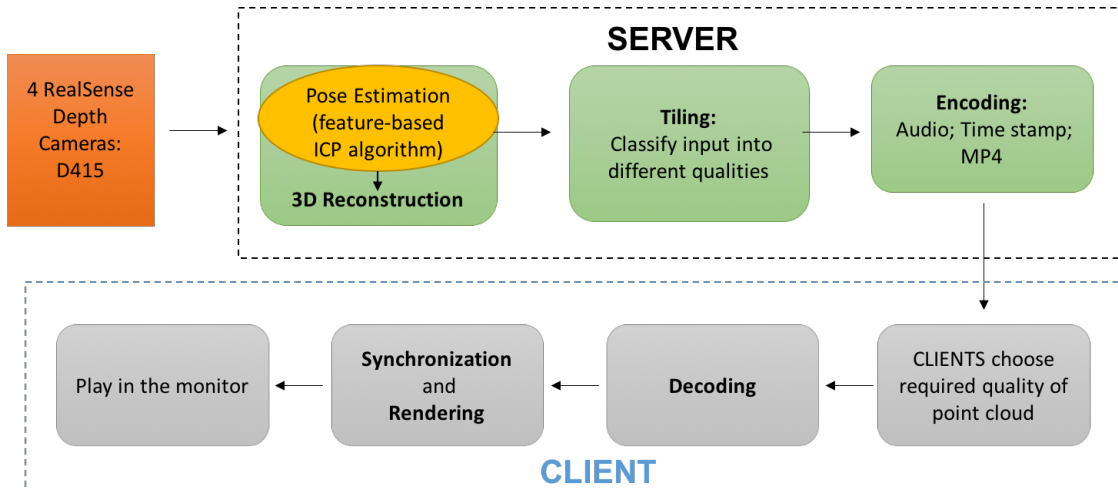 SERVER
4 RealSense
Depth
Cameras:
D415
Pose Estimation
(feature-based
ICP algorithm)
3D Reconstruction
Tiling:
Classify input into
different qualities
Encoding:
Audio; Time stamp;
MP4
CLIENTS choose
required quality of
point cloud
Decoding
Synchronization
and
Rendering
Play in the monitor
CLIENT